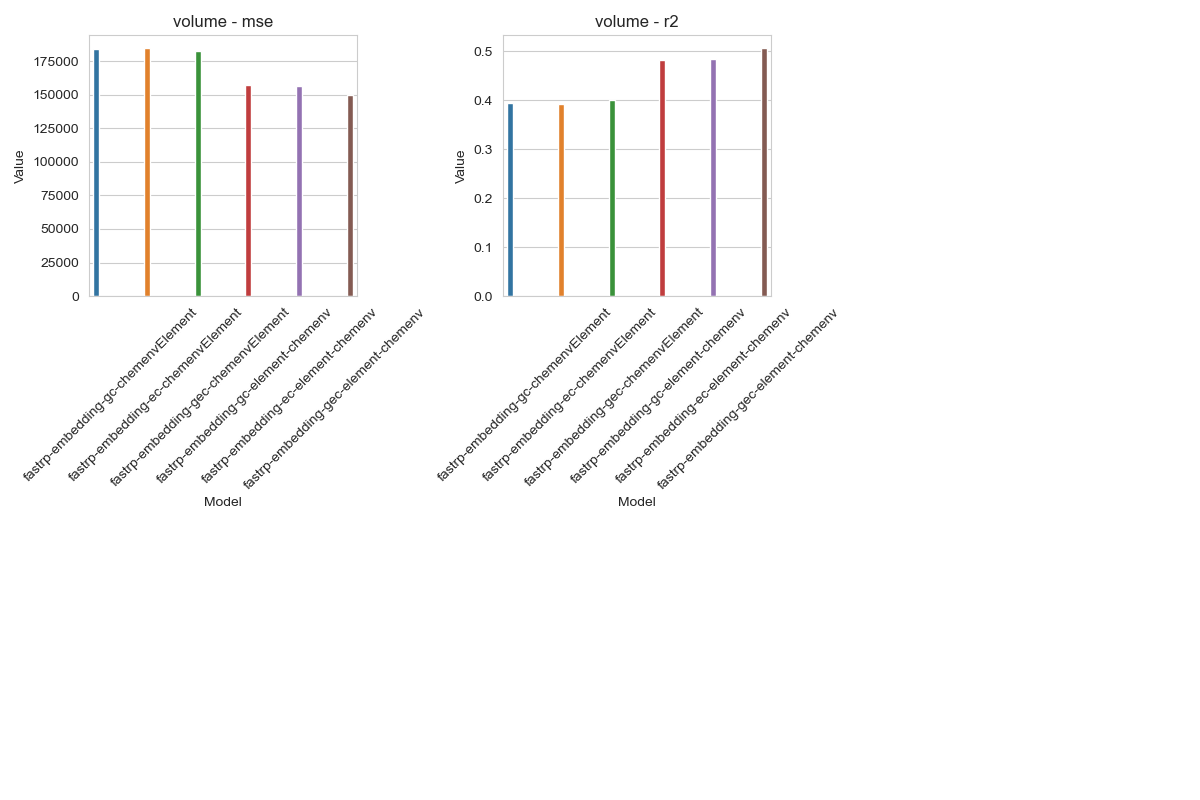 volume - mse
Value
175000
150000
125000
100000
75000
50000
25000
0
fastrp-embedding-gc-chemenvElement
fastrp-embedding-ec-chemenvElement
fastrp-embedding-gec-chemenvElement
fastrp-embedding-gc-element-chemenv
fastrp-embedding-ec-element-chemenv
fastrp-embedding-gec-element-chemenv
Model
volume - r2
Value
0.5
0.4
0.3
0.2
0.1
0.0
fastrp-embedding-gc-chemenvElement
fastrp-embedding-ec-chemenvElement
fastrp-embedding-gec-chemenvElement
fastrp-embedding-gc-element-chemenv
fastrp-embedding-ec-element-chemenv
fastrp-embedding-gec-element-chemenv
Model